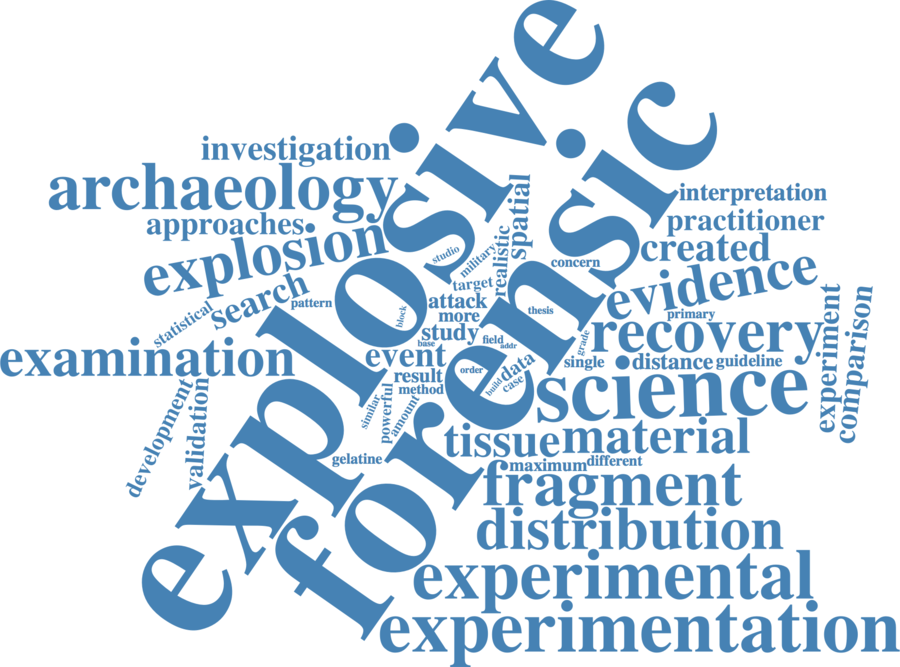 explosive
forensic
investigation
archaeology
approaches
explosion
search
pattern
statistical
examination
development
validation
studio
military
target
realistic
spatial
block
attack
more
study
base
field
addr
event
result
method
order
build
data
case
similar
powerful
amount
gelatine
concern
thesis
grade
single
interpretation
practitioner
created
evidence
primary
recovery
distance
guideline
experiment
comparison
science
tissue
material
maximum
different
fragment
distribution
experimental
experimentation